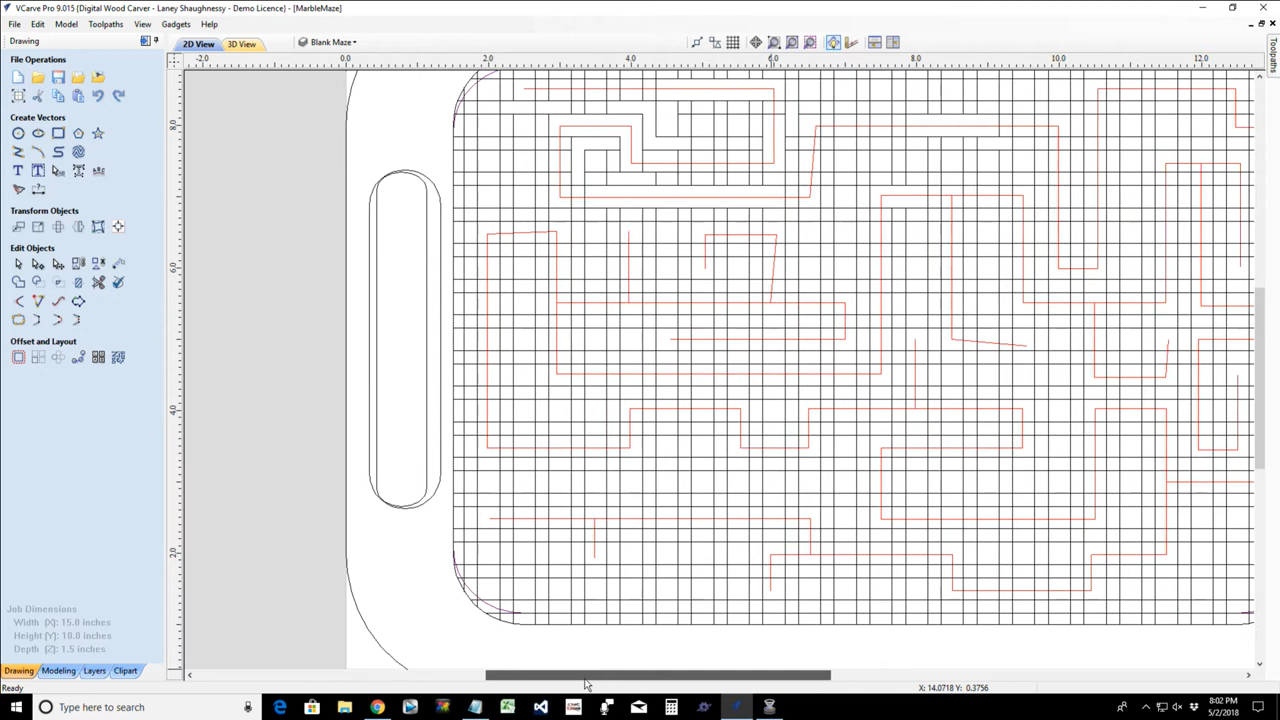 VCarve Pro 9.015 {Digital Wood Carver - Laney Shaughnessy - Demo Licence} - [MarbleMaze]
File Edit Model Toolpaths View Gadgets Help
Drawing
2D View 3D View Blank Maze
Toolpaths
File Operations
-2.0 0.0 2.0 4.0 6.0 8.0 10.0 12.0
8.0
6.0
4.0
2.0
Create Vectors
Transform Objects
Edit Objects
Offset and Layout
Job Dimensions
Width (X): 15.0 inches
Height (Y): 10.0 inches
Depth (Z): 1.5 inches
Drawing Modeling Layers Clipart
Ready
X: 14.0718 Y: 0.3756
Type here to search
8:02 PM
5/2/2018